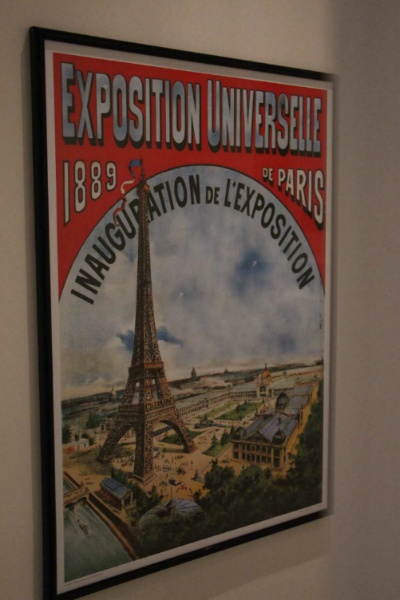 EXPOSITION UNIVERSELLE
1889 DE PARIS
INAUGURATION DE L'EXPOSITION